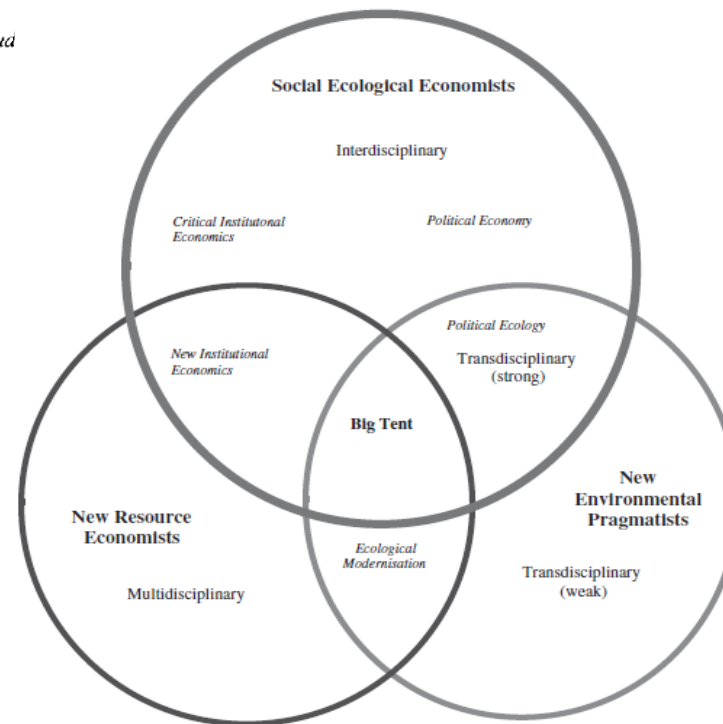 Social Ecological Economists
Interdisciplinary
Critical Institutonal
Economics
Political Economy
Political Ecology
New Institutional
Economics
Transdisciplinary
(strong)
Big Tent
New
Environmental
Pragmatists
New Resource
Economists
Ecological
Modernisation
Transdisciplinary
(weak)
Multidisciplinary